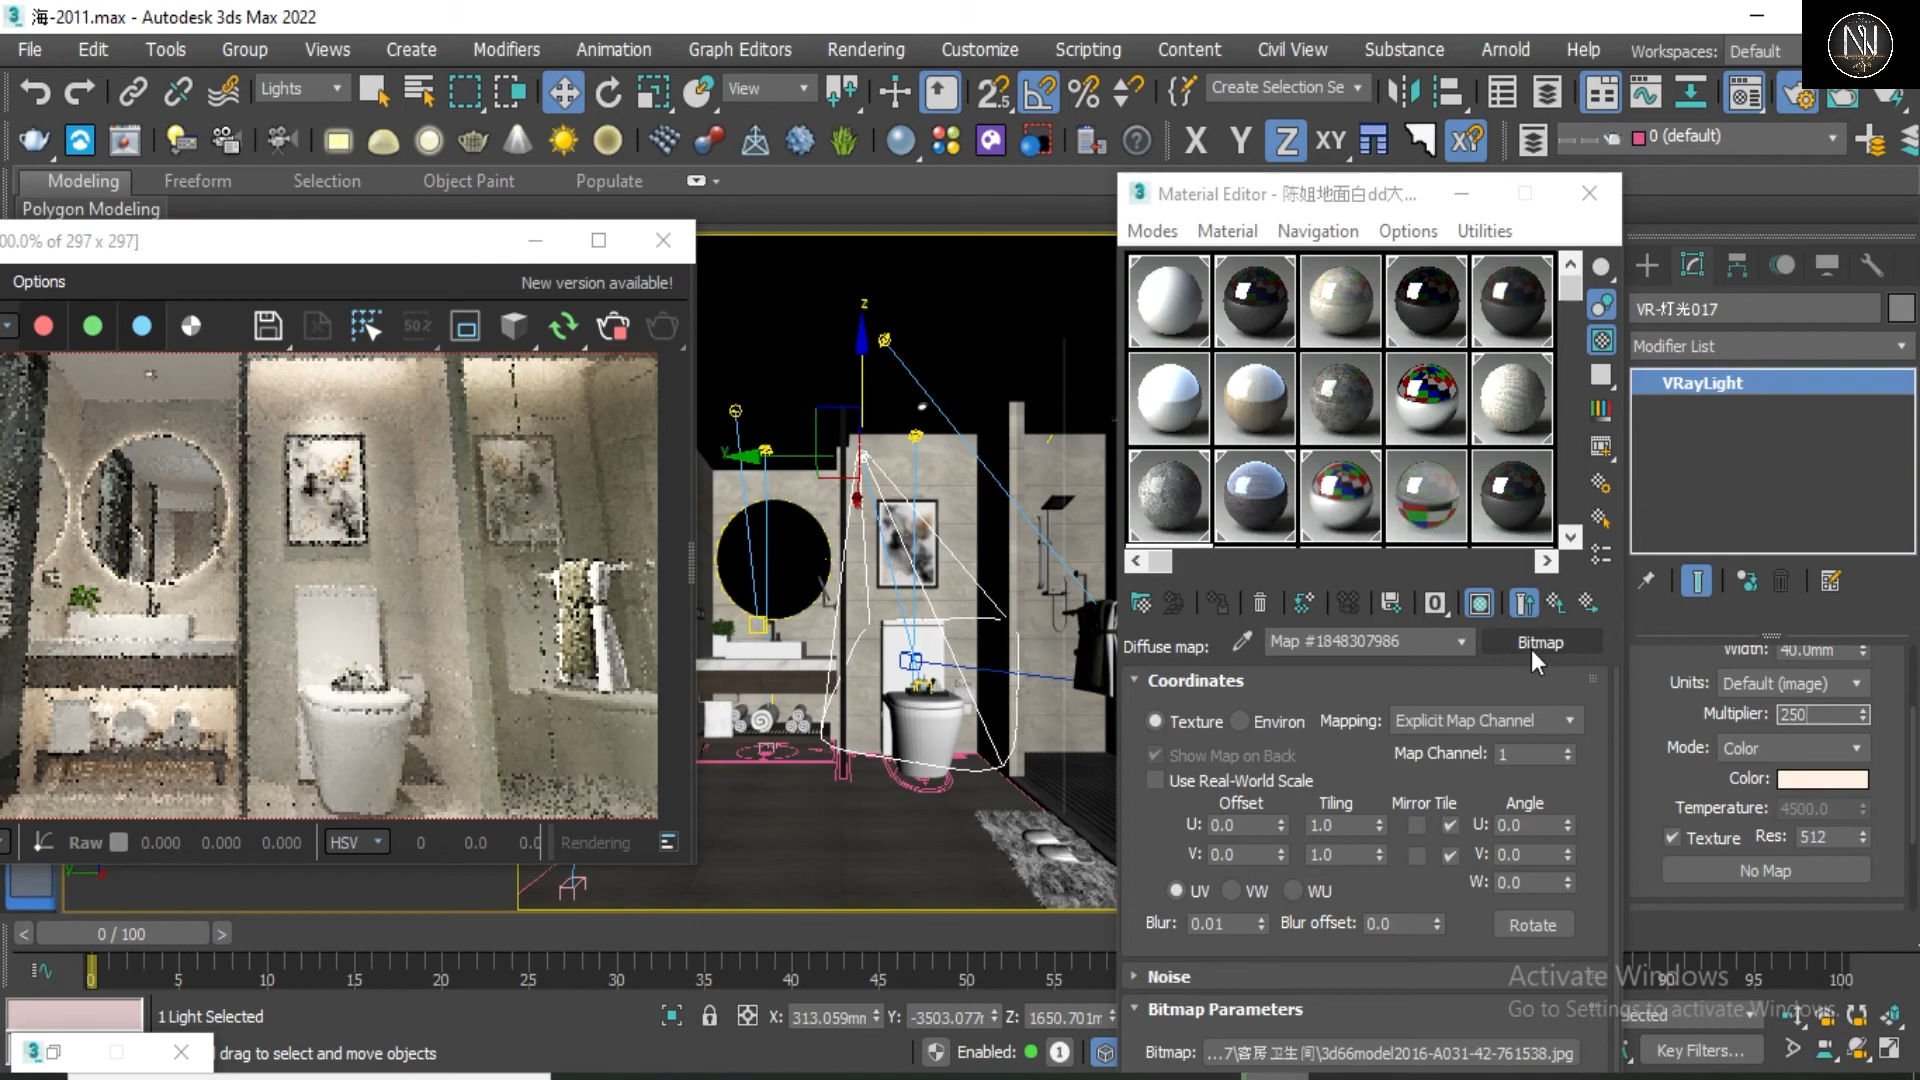 海-2011.max - Autodesk 3ds Max 2022
File Edit Tools Group Views Create Modifiers Animation Graph Editors Rendering Customize Scripting Content Civil View Substance Arnold Help Workspaces: Default
Lights View Create Selection Se
X Y Z XY 0 (default)
Modeling Freeform Selection Object Paint Populate
Polygon Modeling
00.0% of 297 x 297]
Options New version available!
50%
Raw 0.000 0.000 0.000 HSV 0 0.0 0.0 Rendering
Material Editor - 陈姐地面白dd大...
Modes Material Navigation Options Utilities
Diffuse map: Map #1848307986 Bitmap
Coordinates
Texture Environ Mapping: Explicit Map Channel
Show Map on Back Map Channel: 1
Use Real-World Scale
Offset Tiling Mirror Tile Angle
U: 0.0 1.0 U: 0.0
V: 0.0 1.0 V: 0.0
W: 0.0
UV VW WU
Blur: 0.01 Blur offset: 0.0 Rotate
Noise
Bitmap Parameters
Bitmap: ...7\客房卫生间\3d66model2016-A031-42-761538.jpg
VR-灯光017
Modifier List
VRayLight
Width: 40.0mm
Units: Default (image)
Multiplier: 250
Mode: Color
Color:
Temperature: 4500.0
Texture Res: 512
No Map
z
y
0 / 100
0 5 10 15 20 25 30 35 40 45 50 55 90 95 100
Activate Windows
Go to Settings to activate Windows.
1 Light Selected X: 313.059mm Y: -3503.077r Z: 1650.701m
drag to select and move objects Enabled: 1 Key Filters...